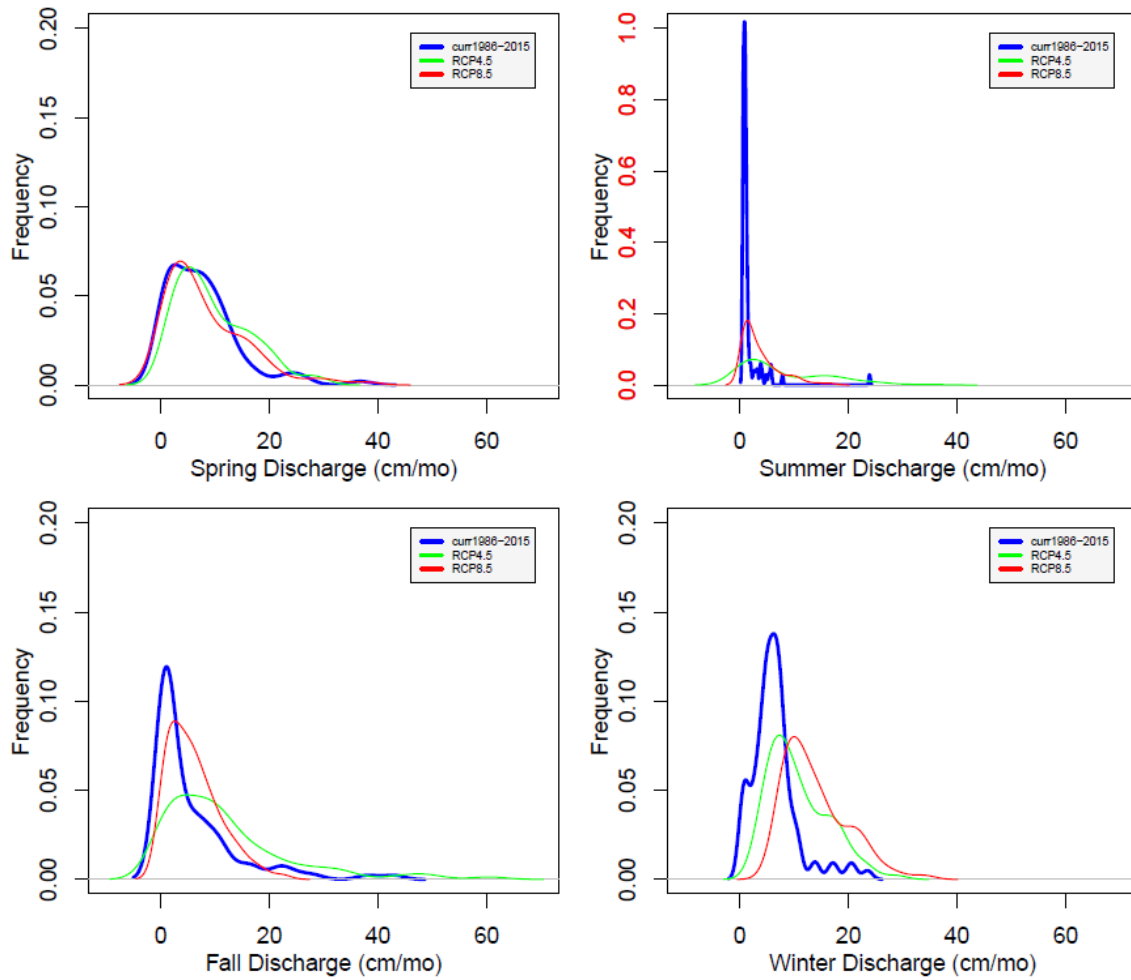 0.20
0.15
0.10
0.05
0.00
Frequency
curr1986-2015
RCP4.5
RCP8.5
0 20 40 60
Spring Discharge (cm/mo)
1.0
0.8
0.6
0.4
0.2
0.0
Frequency
curr1986-2015
RCP4.5
RCP8.5
0 20 40 60
Summer Discharge (cm/mo)
0.20
0.15
0.10
0.05
0.00
Frequency
curr1986-2015
RCP4.5
RCP8.5
0 20 40 60
Fall Discharge (cm/mo)
0.20
0.15
0.10
0.05
0.00
Frequency
curr1986-2015
RCP4.5
RCP8.5
0 20 40 60
Winter Discharge (cm/mo)